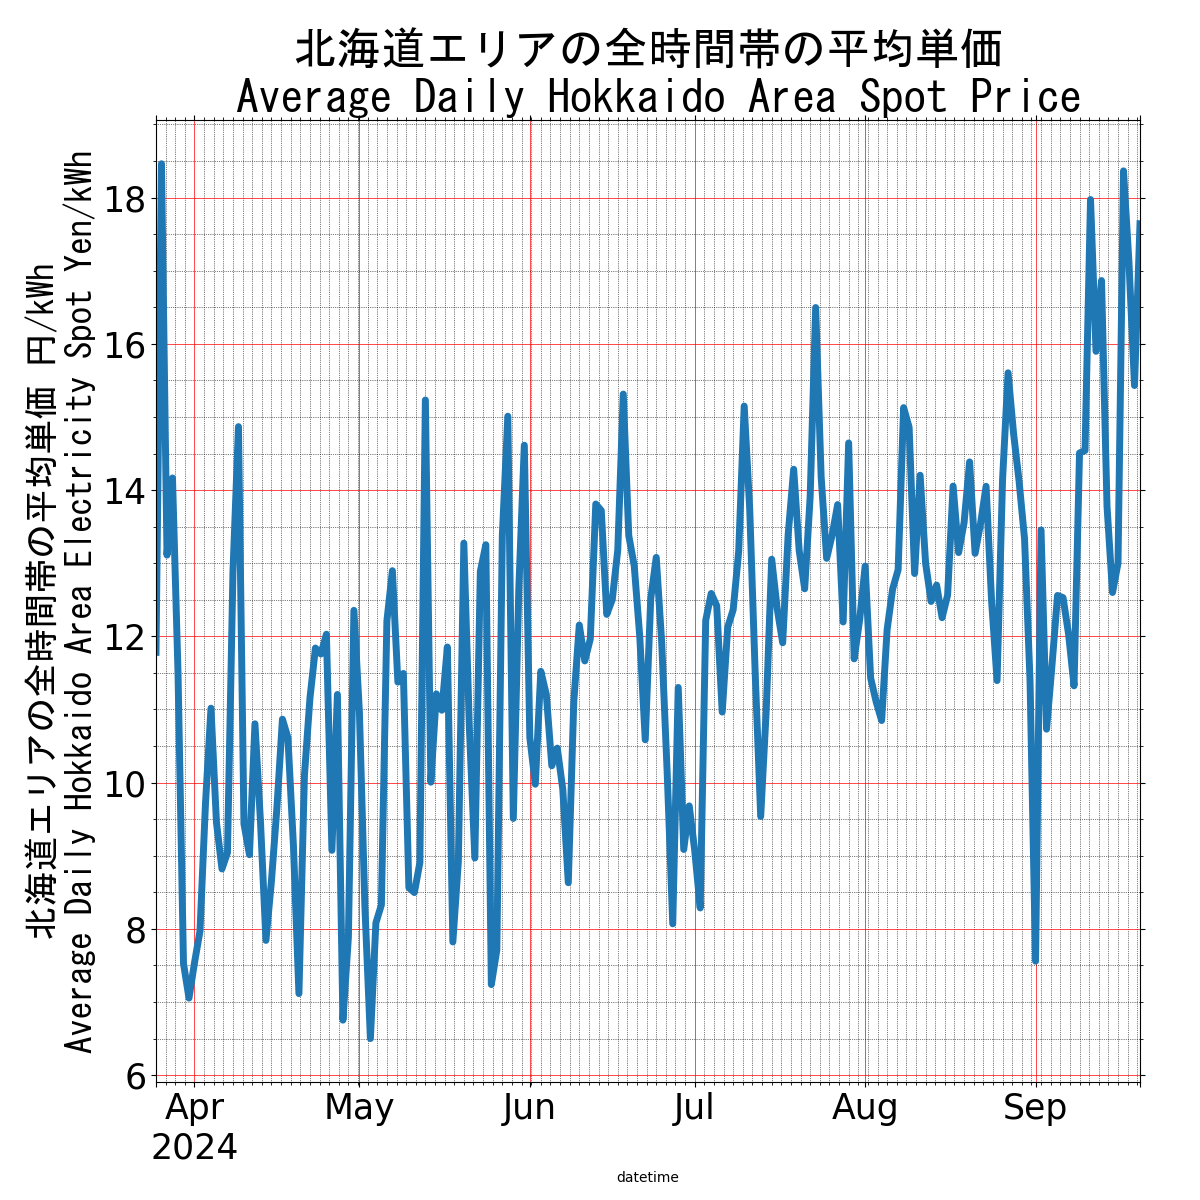 北海道エリアの全時間帯の平均単価
Average Daily Hokkaido Area Spot Price
北海道エリアの全時間帯の平均単価 円/kWh
Average Daily Hokkaido Area Electricity Spot Yen/kWh
18
16
14
12
10
8
6
Apr May Jun Jul Aug Sep
2024
datetime